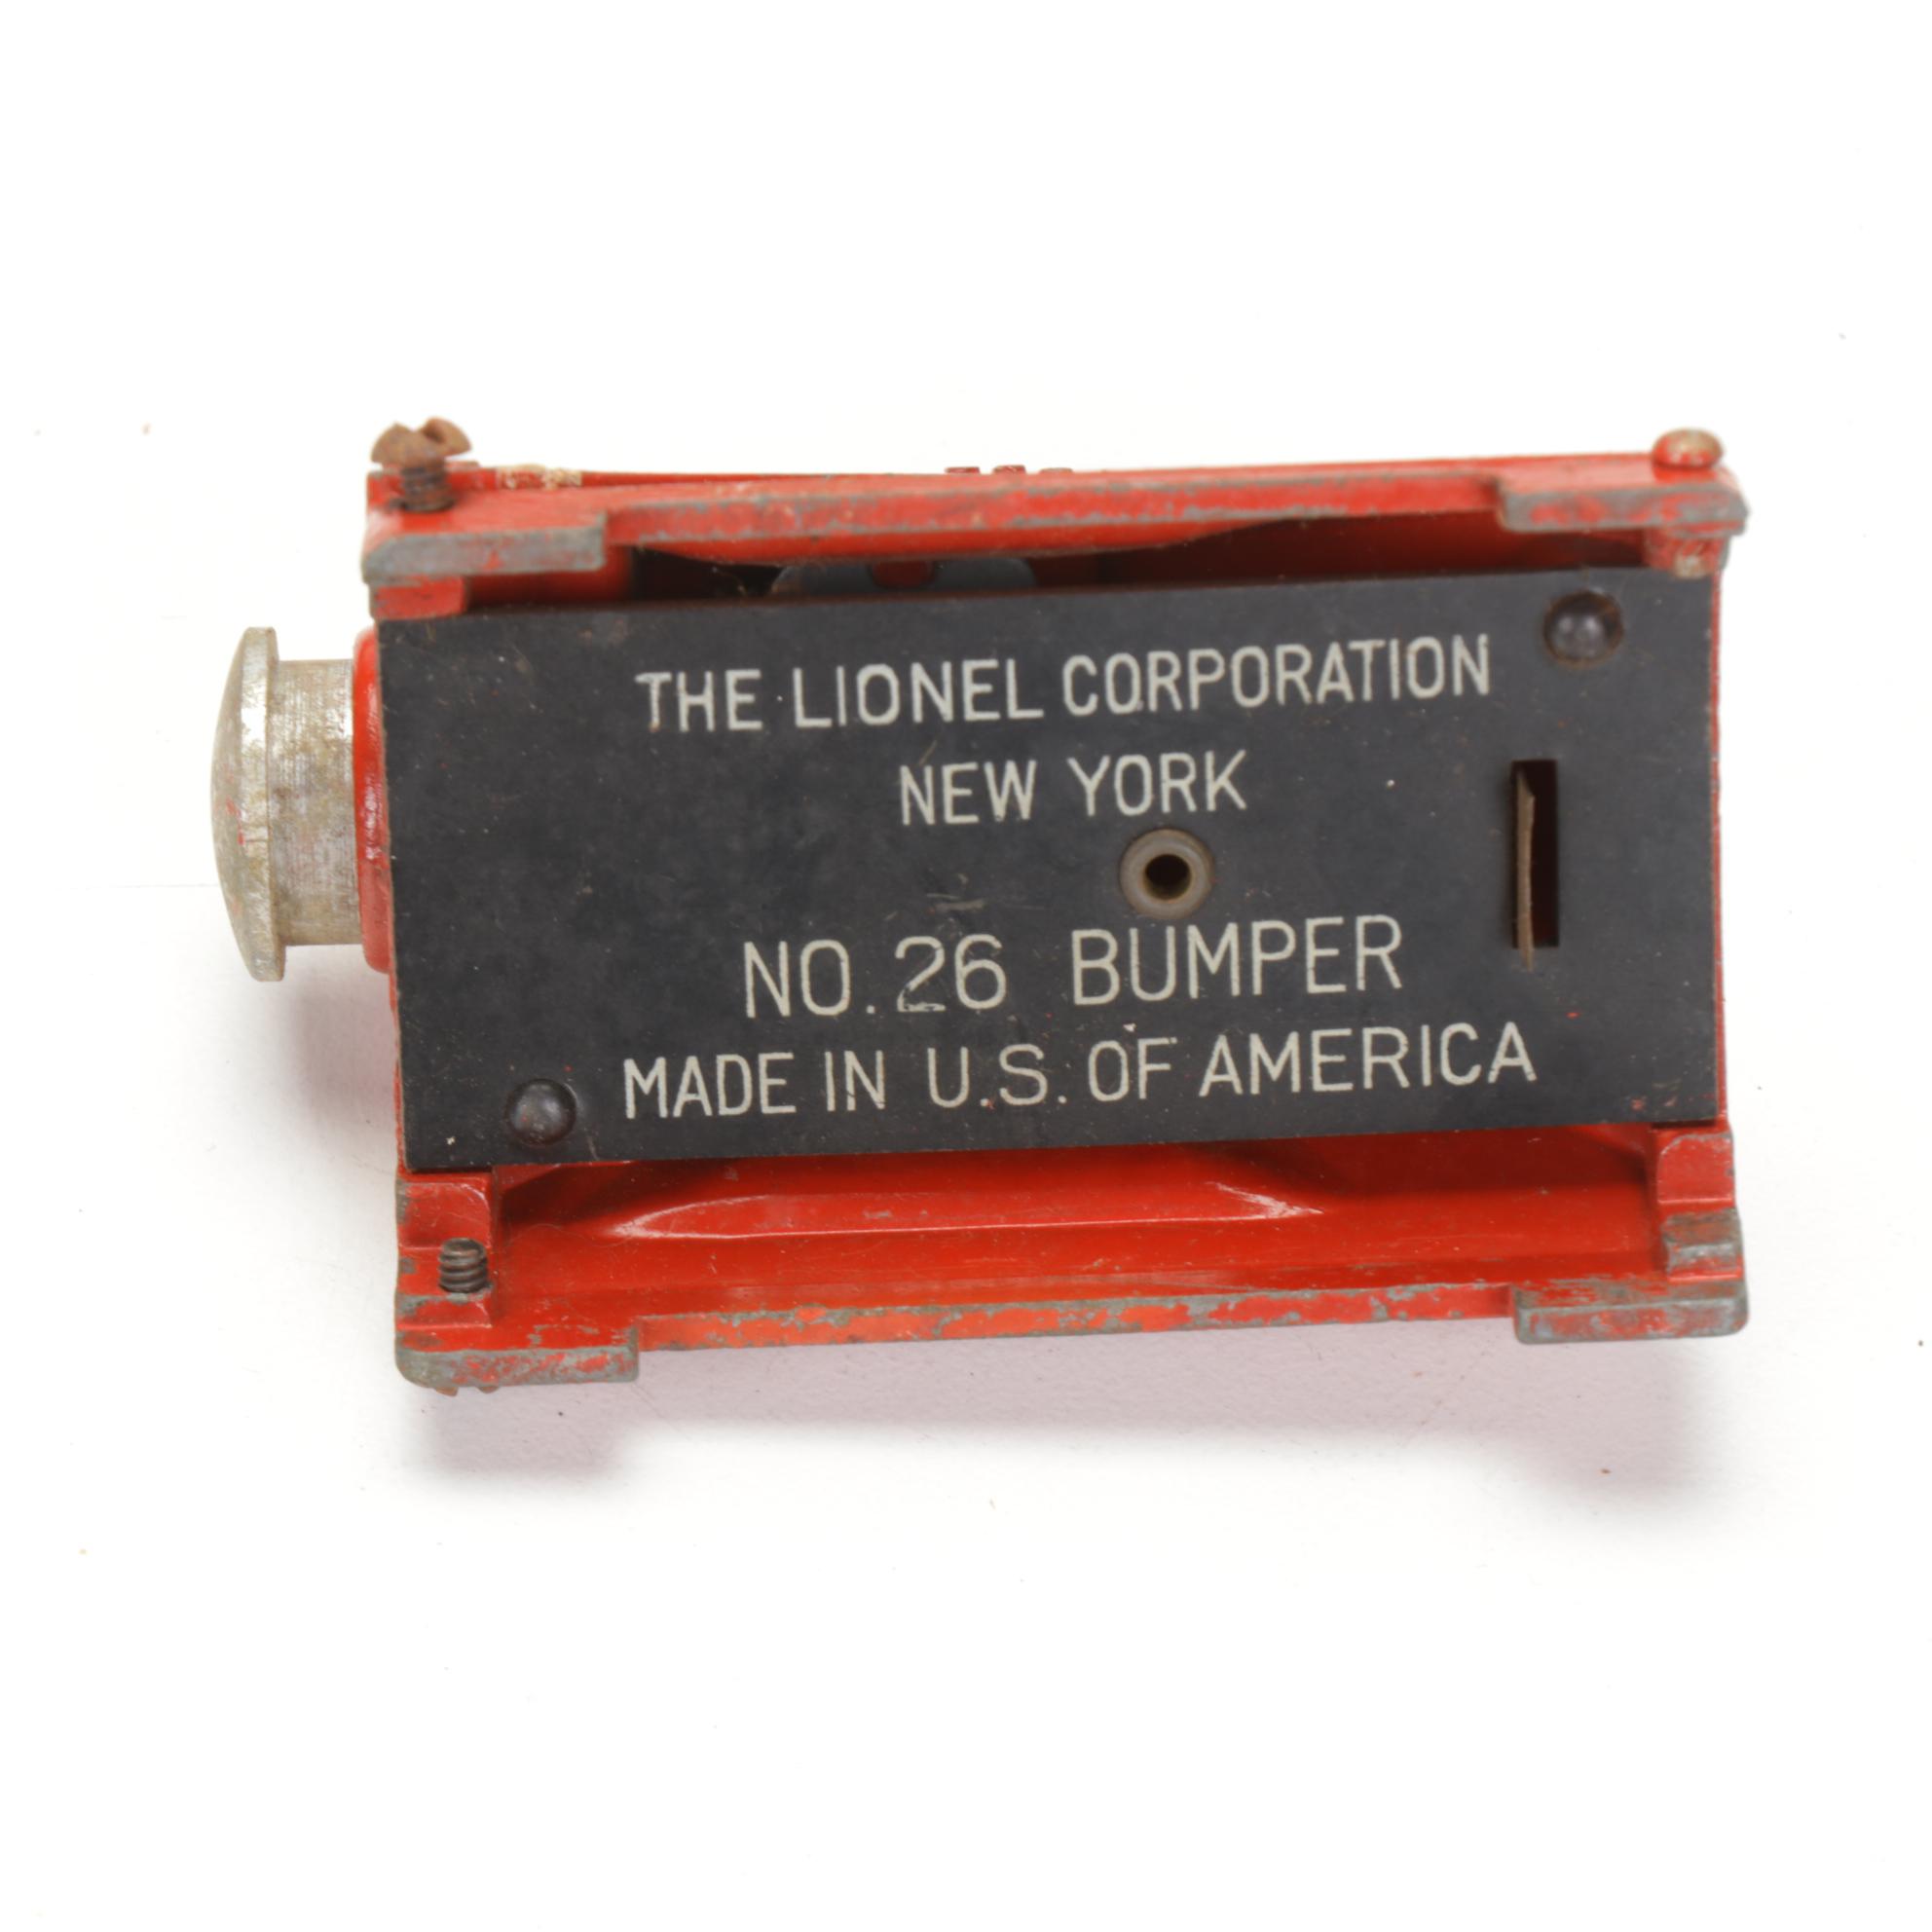 THE LIONEL CORPORATION
NEW YORK
NO. 26 BUMPER
MADE IN U.S. OF AMERICA